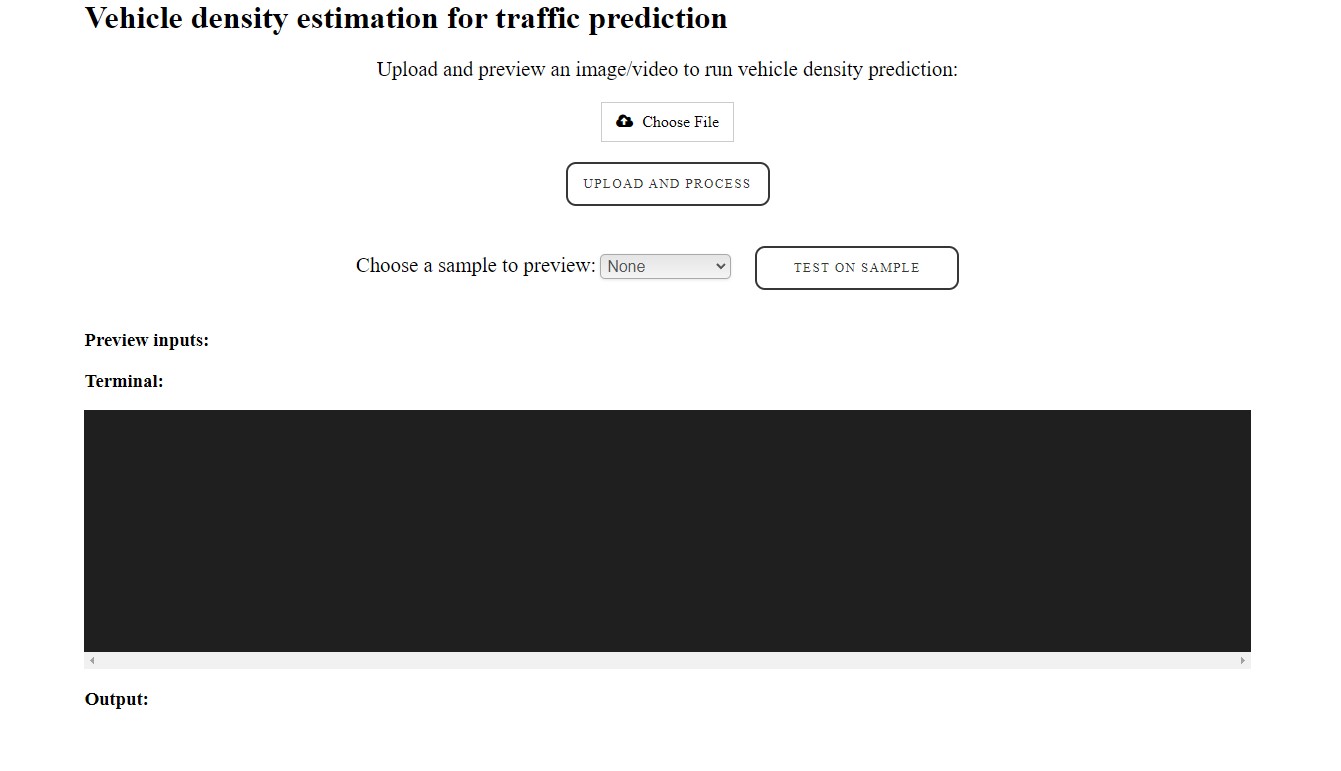 Vehicle density estimation for traffic prediction
Upload and preview an image/video to run vehicle density prediction:
Choose File
UPLOAD AND PROCESS
Choose a sample to preview: None TEST ON SAMPLE
Preview inputs:
Terminal:
Output: